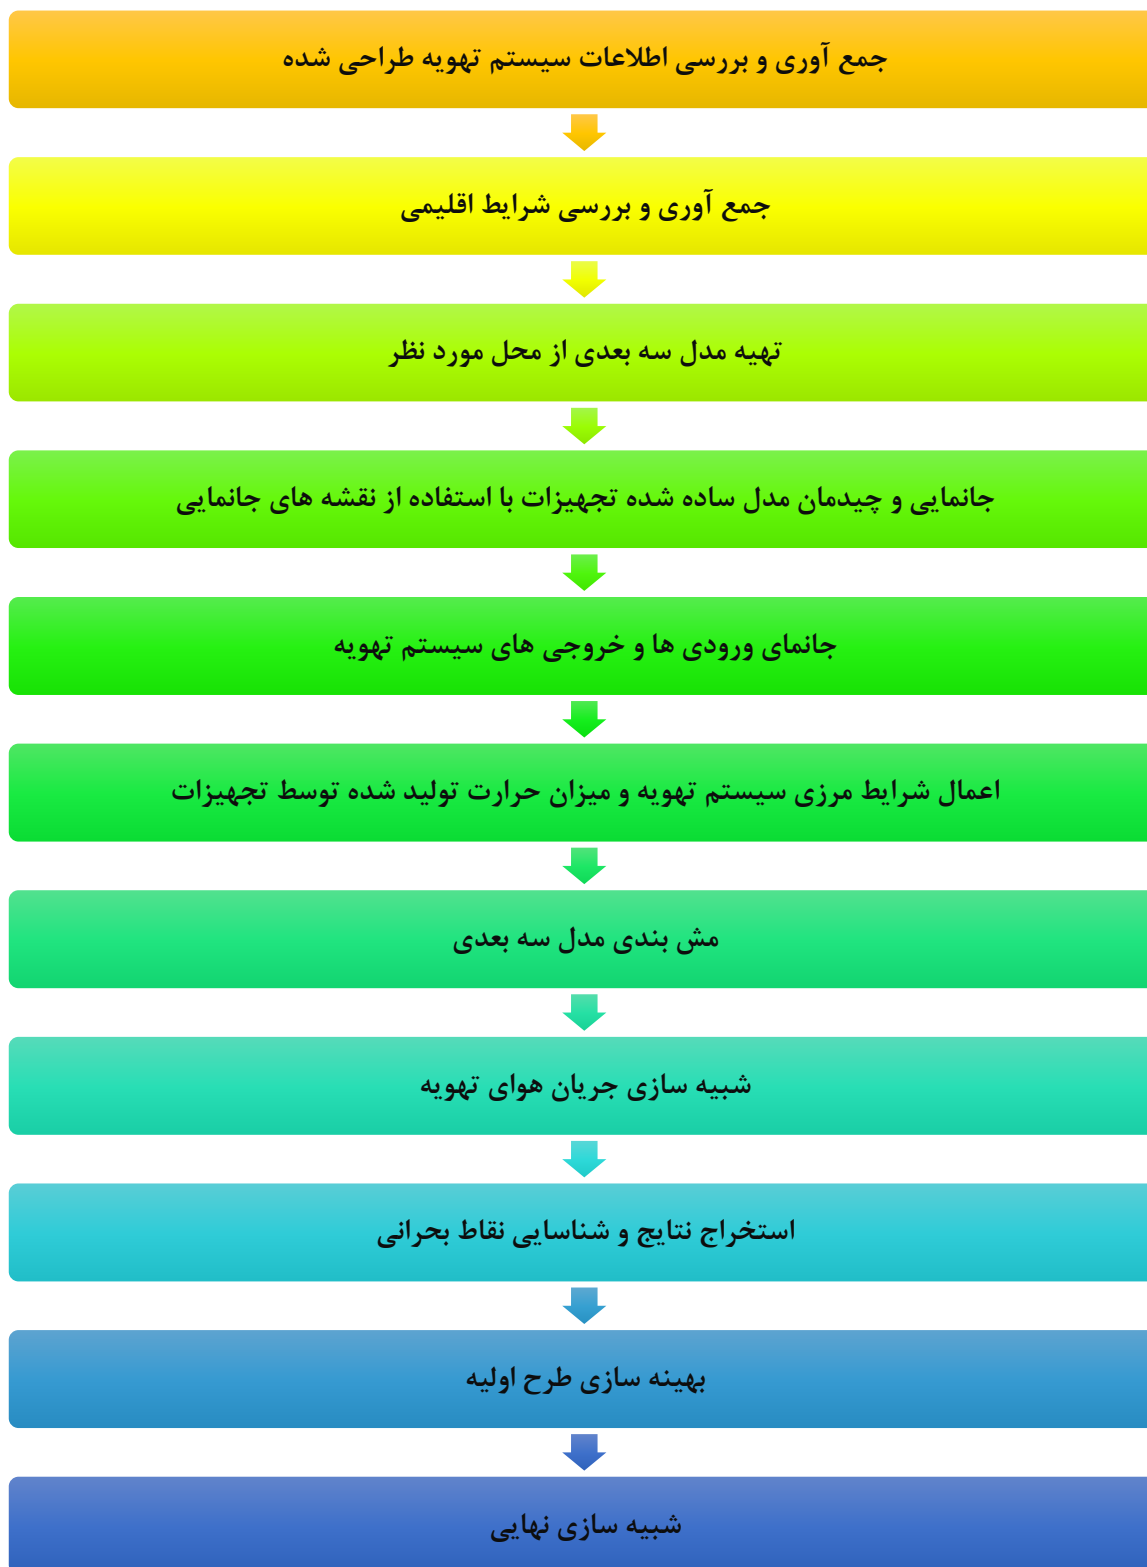 جمع آوری و بررسی اطلاعات سیستم تهویه طراحی شده
جمع آوری و بررسی شرایط اقلیمی
تهیه مدل سه بعدی از محل مورد نظر
جانمایی و چیدمان مدل ساده شده تجهیزات با استفاده از نقشه های جانمایی
جانمای ورودی ها و خروجی های سیستم تهویه
اعمال شرایط مرزی سیستم تهویه و میزان حرارت تولید شده توسط تجهیزات
مش بندی مدل سه بعدی
شبیه سازی جریان هوای تهویه
استخراج نتایج و شناسایی نقاط بحرانی
بهینه سازی طرح اولیه
شبیه سازی نهایی